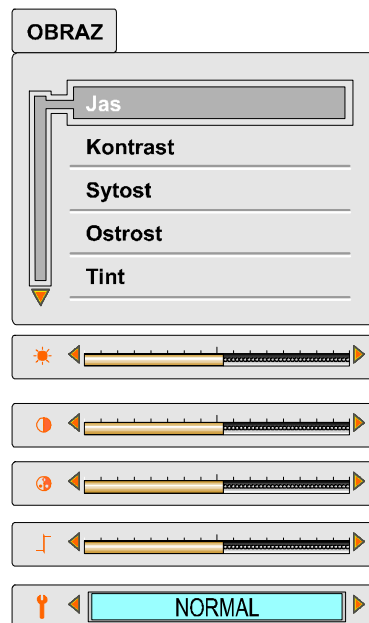 OBRAZ
Jas
Kontrast
Sytost
Ostrost
Tint
NORMAL